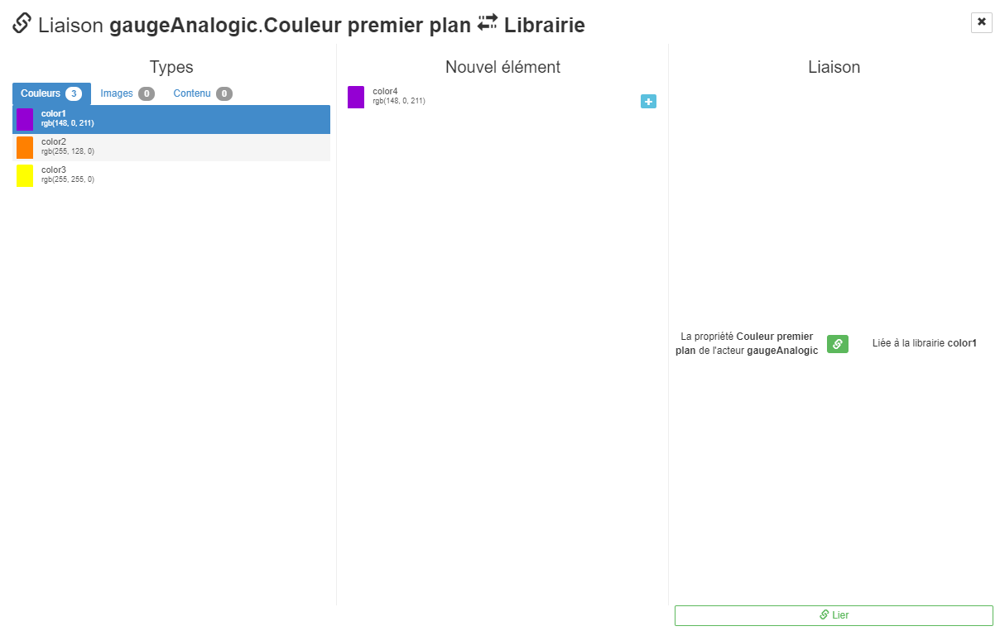 Liaison gaugeAnalogic.Couleur premier plan Librairie
Types
Couleurs 3 Images 0 Contenu 0
color1
rgb(148, 0, 211)
color2
rgb(255, 128, 0)
color3
rgb(255, 255, 0)
Nouvel élément
color4
rgb(148, 0, 211)
Liaison
La propriété Couleur premier
plan de l'acteur gaugeAnalogic
Liée à la librairie color1
Lier